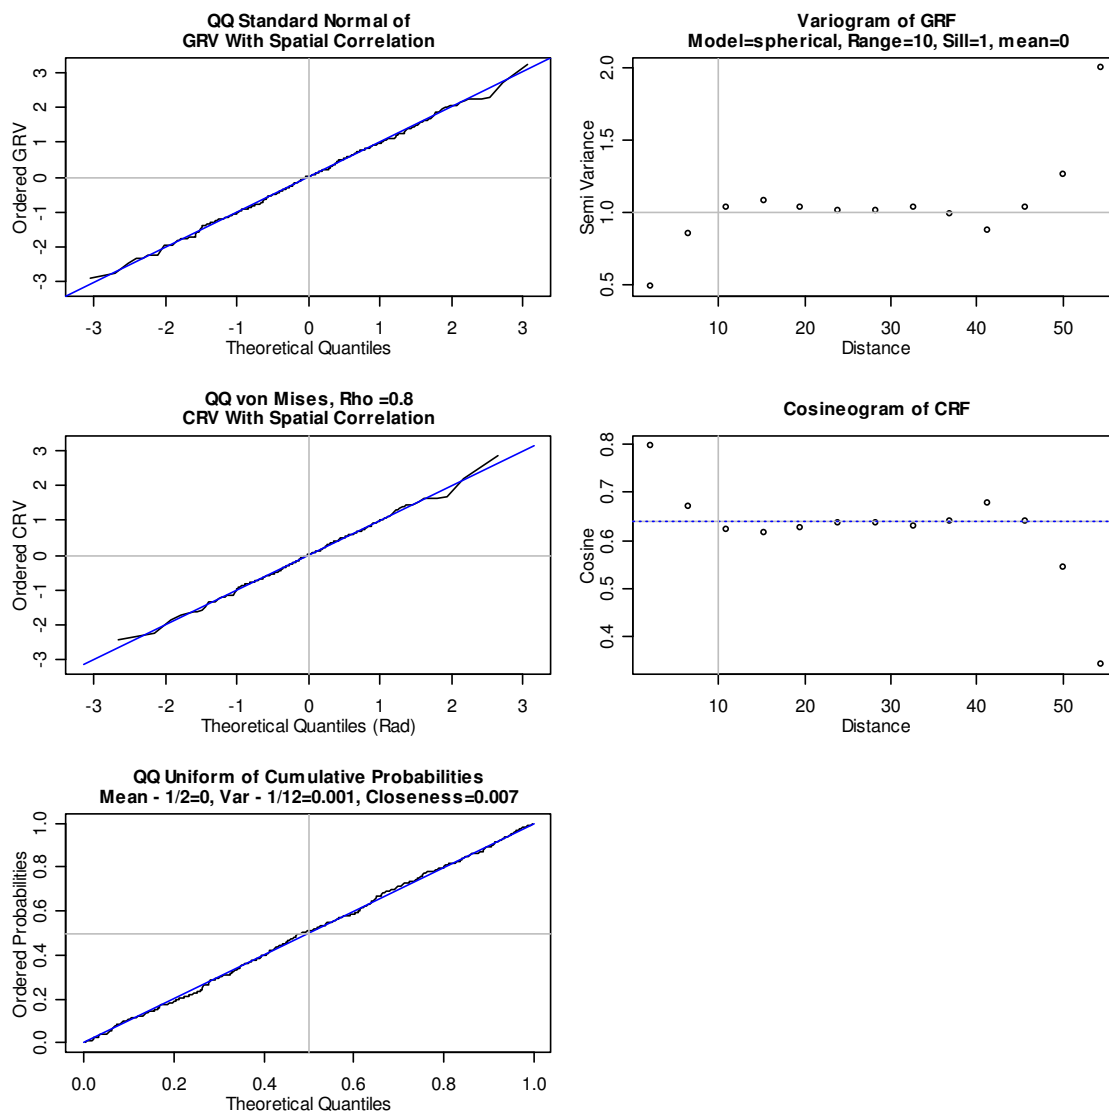 QQ Standard Normal of
GRV With Spatial Correlation
Ordered GRV
3
2
1
0
-1
-2
-3
-3 -2 -1 0 1 2 3
Theoretical Quantiles
Variogram of GRF
Model=spherical, Range=10, Sill=1, mean=0
Semi Variance
2.0
1.5
1.0
0.5
10 20 30 40 50
Distance
QQ von Mises, Rho =0.8
CRV With Spatial Correlation
Ordered CRV
3
2
1
0
-1
-2
-3
-3 -2 -1 0 1 2 3
Theoretical Quantiles (Rad)
Cosineogram of CRF
Cosine
0.8
0.7
0.6
0.5
0.4
10 20 30 40 50
Distance
QQ Uniform of Cumulative Probabilities
Mean - 1/2=0, Var - 1/12=0.001, Closeness=0.007
Ordered Probabilities
1.0
0.8
0.6
0.4
0.2
0.0
0.0 0.2 0.4 0.6 0.8 1.0
Theoretical Quantiles